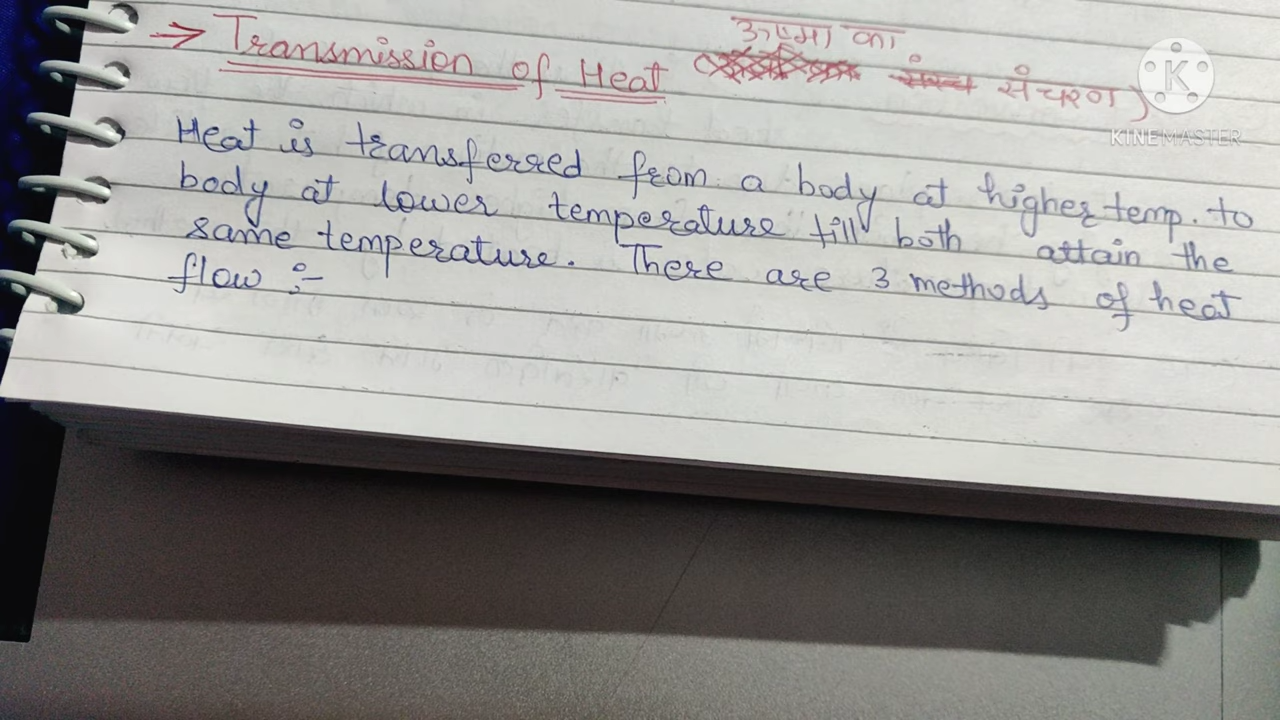 → Transmission of Heat (ऊष्मा का संचरण)
Heat is transferred from a body at higher temp. to
body at lower temperature till both attain the
same temperature. There are 3 methods of heat
flow :-
K
KINEMASTER